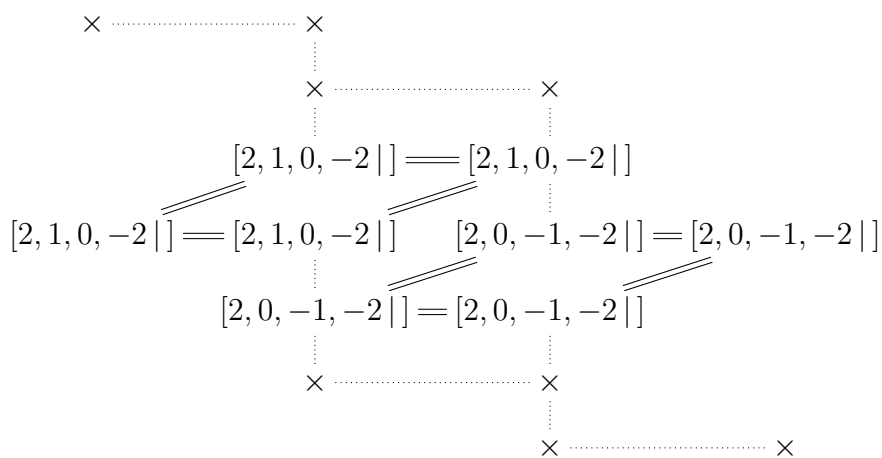 × ×
× ×
[2, 1, 0, −2 | ] [2, 1, 0, −2 | ]
[2, 1, 0, −2 | ] [2, 1, 0, −2 | ] [2, 0, −1, −2 | ] [2, 0, −1, −2 | ]
[2, 0, −1, −2 | ] [2, 0, −1, −2 | ]
× ×
× ×